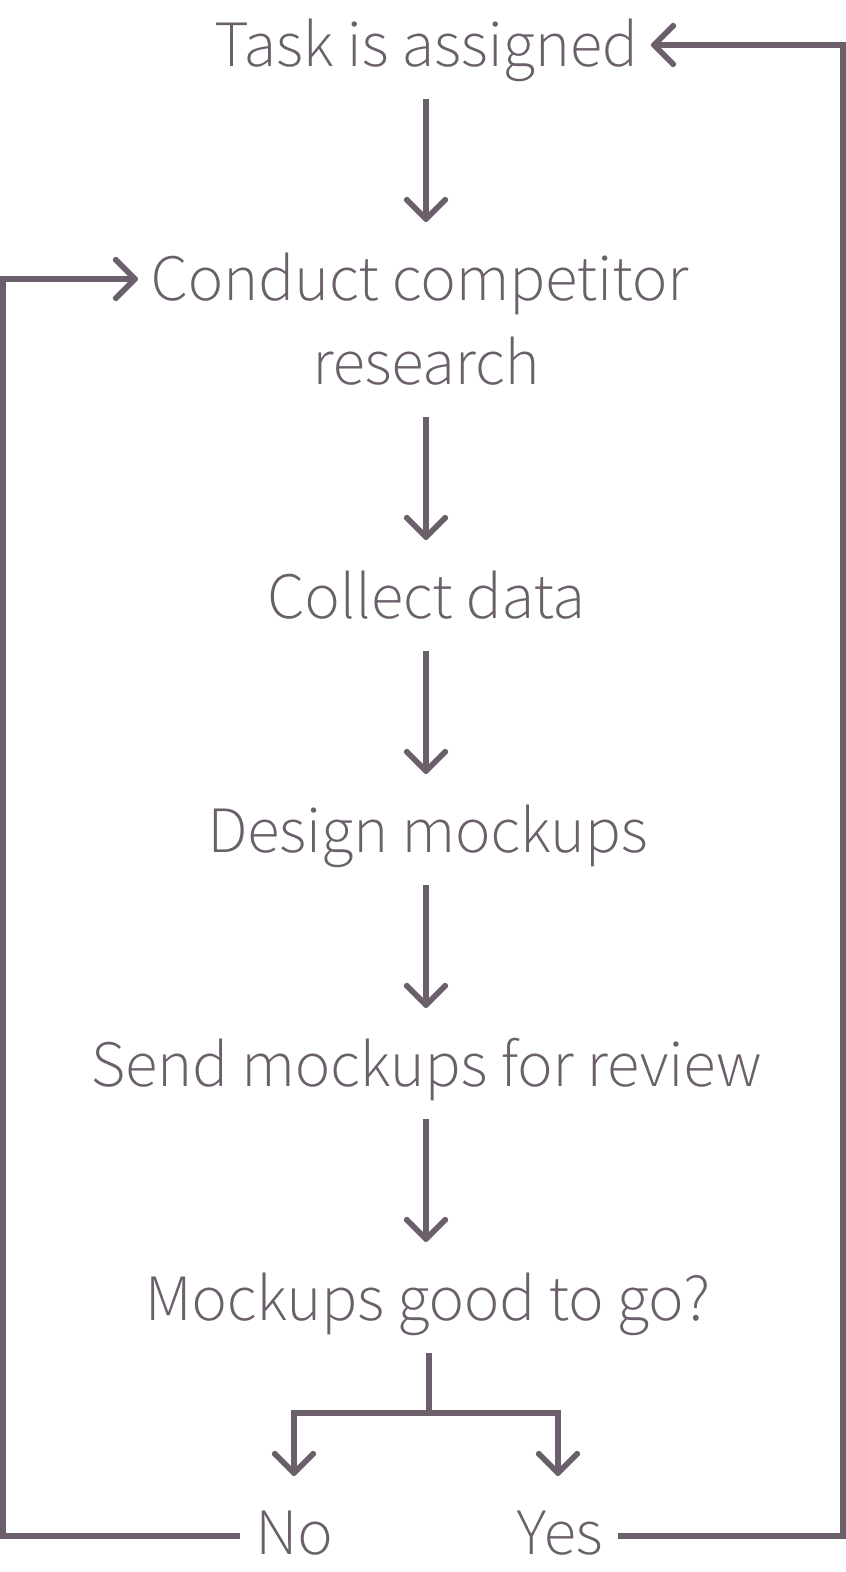 Task is assigned
Conduct competitor
research
Collect data
Design mockups
Send mockups for review
Mockups good to go?
No
Yes